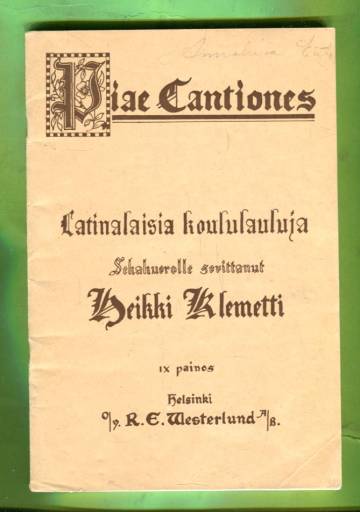 Piae Cantiones
Latinalaisia koululauluja
Sekakuorolle sovittanut
Heikki Klemetti
IX painos
Helsinki
O/y. R. E. Westerlund A/B.